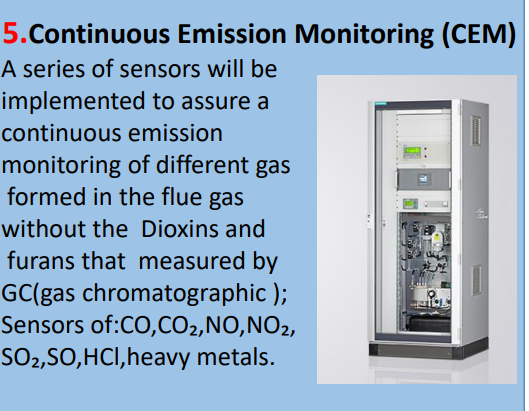 5.Continuous Emission Monitoring (CEM)
A series of sensors will be
implemented to assure a
continuous emission
monitoring of different gas
formed in the flue gas
without the Dioxins and
furans that measured by
GC(gas chromatographic );
Sensors of:CO,CO₂,NO,NO₂,
SO₂,SO,HCl,heavy metals.